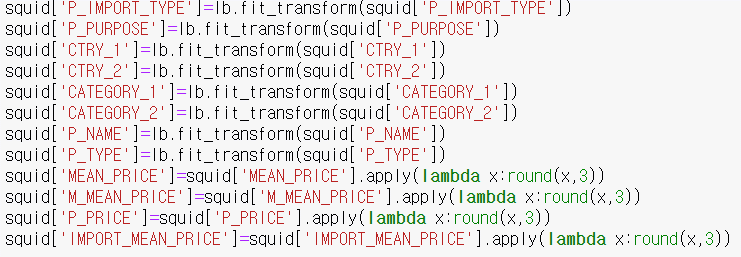 squid['P_IMPORT_TYPE']=lb.fit_transform(squid['P_IMPORT_TYPE'])
squid['P_PURPOSE']=lb.fit_transform(squid['P_PURPOSE'])
squid['CTRY_1']=lb.fit_transform(squid['CTRY_1'])
squid['CTRY_2']=lb.fit_transform(squid['CTRY_2'])
squid['CATEGORY_1']=lb.fit_transform(squid['CATEGORY_1'])
squid['CATEGORY_2']=lb.fit_transform(squid['CATEGORY_2'])
squid['P_NAME']=lb.fit_transform(squid['P_NAME'])
squid['P_TYPE']=lb.fit_transform(squid['P_TYPE'])
squid['MEAN_PRICE']=squid['MEAN_PRICE'].apply(lambda x:round(x,3))
squid['M_MEAN_PRICE']=squid['M_MEAN_PRICE'].apply(lambda x:round(x,3))
squid['P_PRICE']=squid['P_PRICE'].apply(lambda x:round(x,3))
squid['IMPORT_MEAN_PRICE']=squid['IMPORT_MEAN_PRICE'].apply(lambda x:round(x,3))